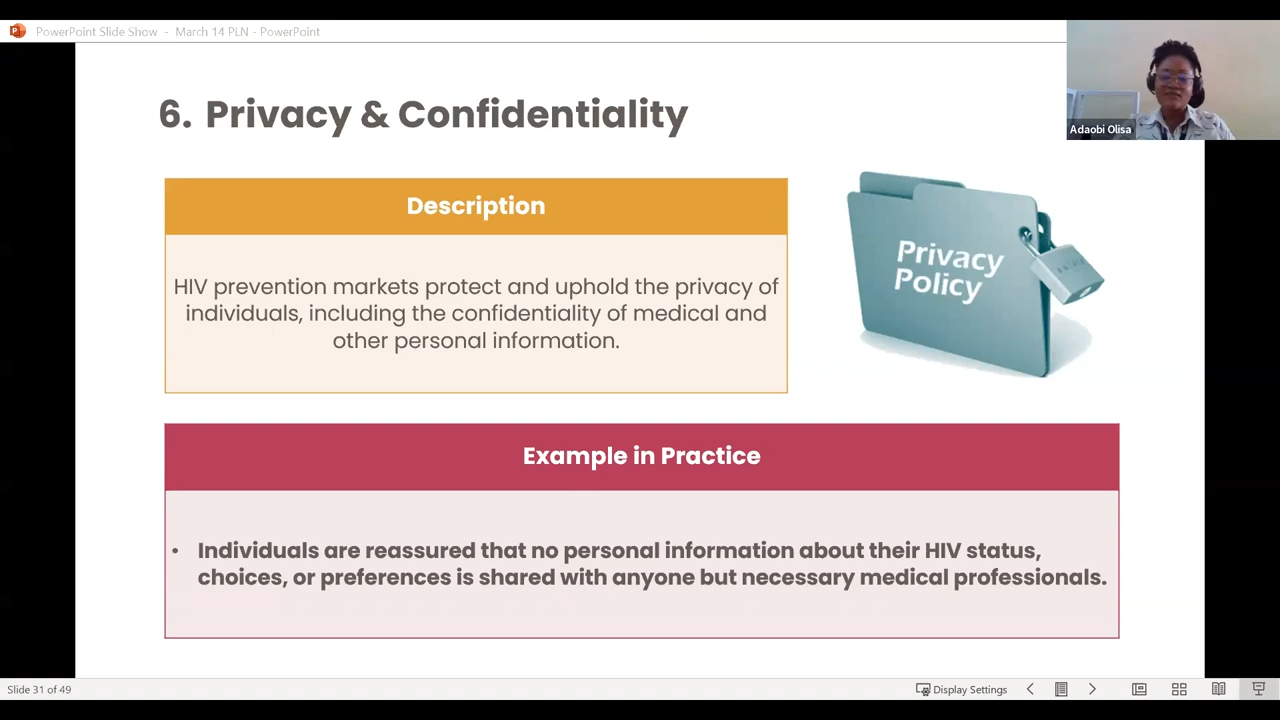 PowerPoint Slide Show - March 14 PLN - PowerPoint
Adaobi Olisa
6. Privacy & Confidentiality
Description
HIV prevention markets protect and uphold the privacy of
individuals, including the confidentiality of medical and
other personal information.
Privacy
Policy
Example in Practice
• Individuals are reassured that no personal information about their HIV status,
choices, or preferences is shared with anyone but necessary medical professionals.
Slide 31 of 49
Display Settings